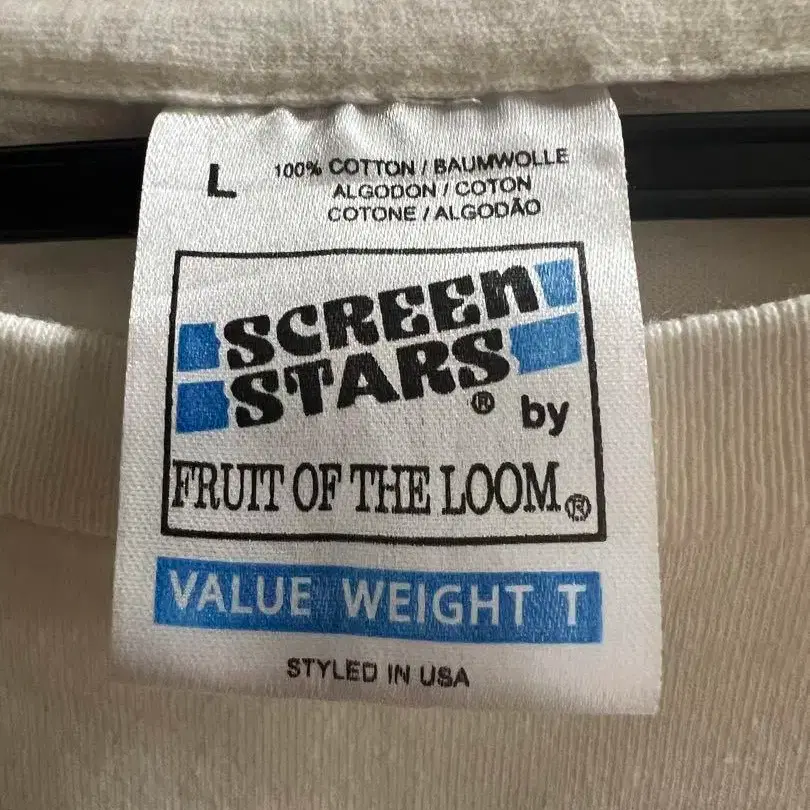 L 100% COTTON / BAUMWOLLE
ALGODON / COTON
COTONE / ALGODÃO
SCREEN
STARS® by
FRUIT OF THE LOOM®
VALUE WEIGHT T
STYLED IN USA